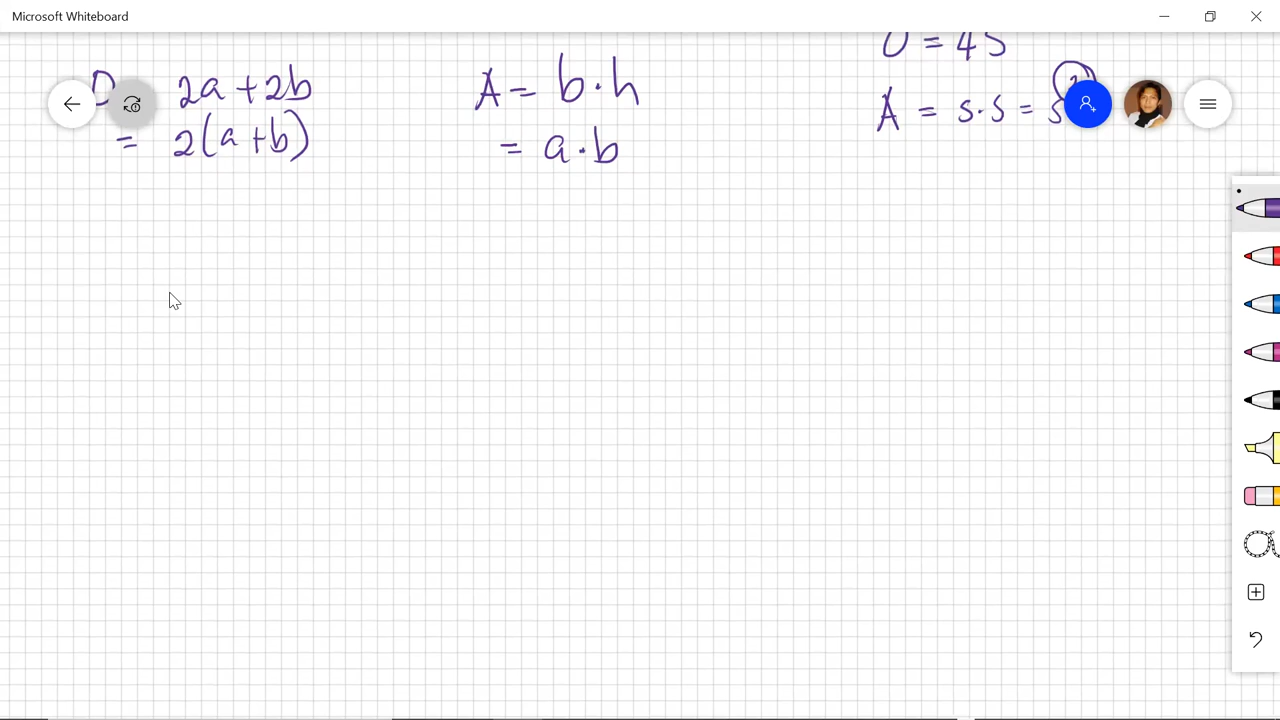 Microsoft Whiteboard
2a + 2b
= 2(a + b)
A = b · h
= a · b
= 4s
A = s · s = s